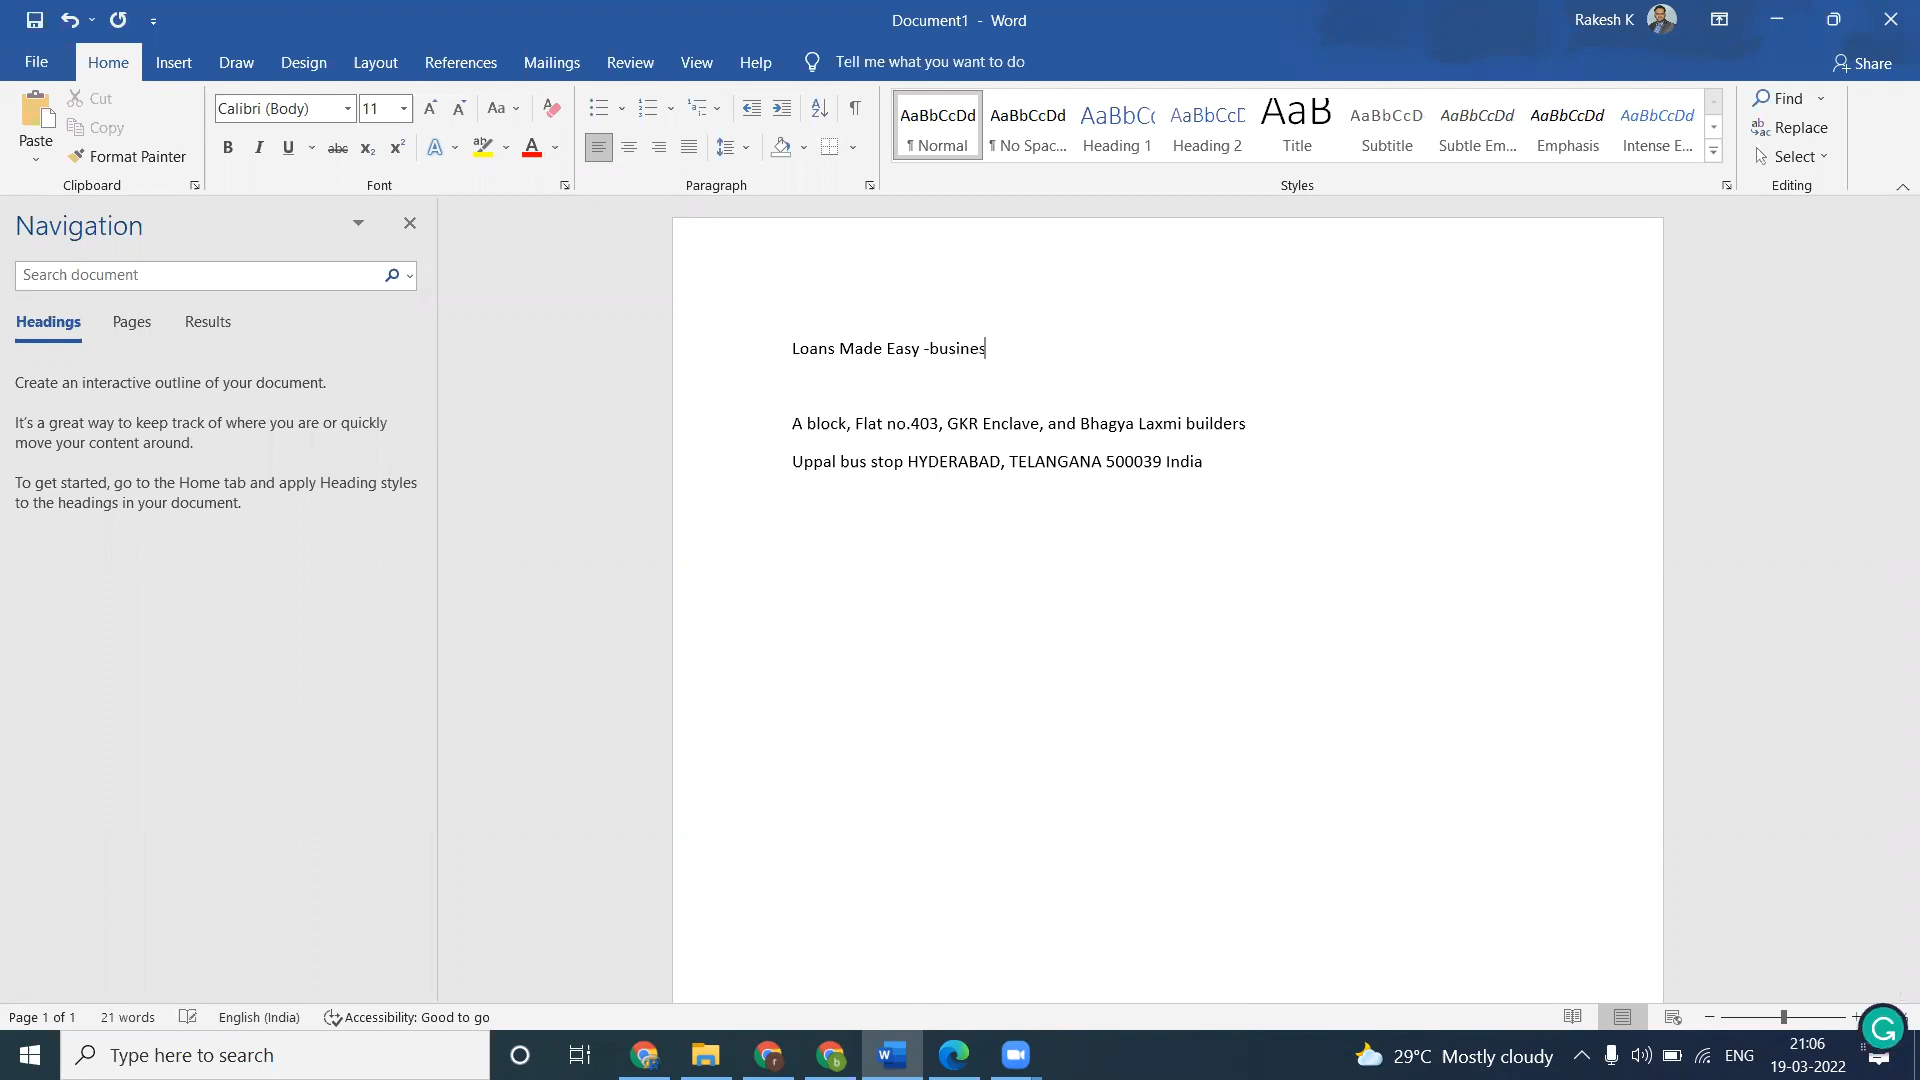 Document1 - Word
Rakesh K
File Home Insert Draw Design Layout References Mailings Review View Help Tell me what you want to do Share
Paste
Cut
Copy
Format Painter
Clipboard
Calibri (Body) 11
Font
Paragraph
AaBbCcDd AaBbCcDd AaBbCc AaBbCcD AaB AaBbCcD AaBbCcDd AaBbCcDd AaBbCcDd
¶ Normal ¶ No Spac... Heading 1 Heading 2 Title Subtitle Subtle Em... Emphasis Intense E...
Styles
Find
Replace
Select
Editing
Navigation
Search document
Headings Pages Results
Create an interactive outline of your document.
It's a great way to keep track of where you are or quickly
move your content around.
To get started, go to the Home tab and apply Heading styles
to the headings in your document.
Loans Made Easy -busines
A block, Flat no.403, GKR Enclave, and Bhagya Laxmi builders
Uppal bus stop HYDERABAD, TELANGANA 500039 India
Page 1 of 1 21 words English (India) Accessibility: Good to go
Type here to search
29°C Mostly cloudy
ENG
21:06
19-03-2022